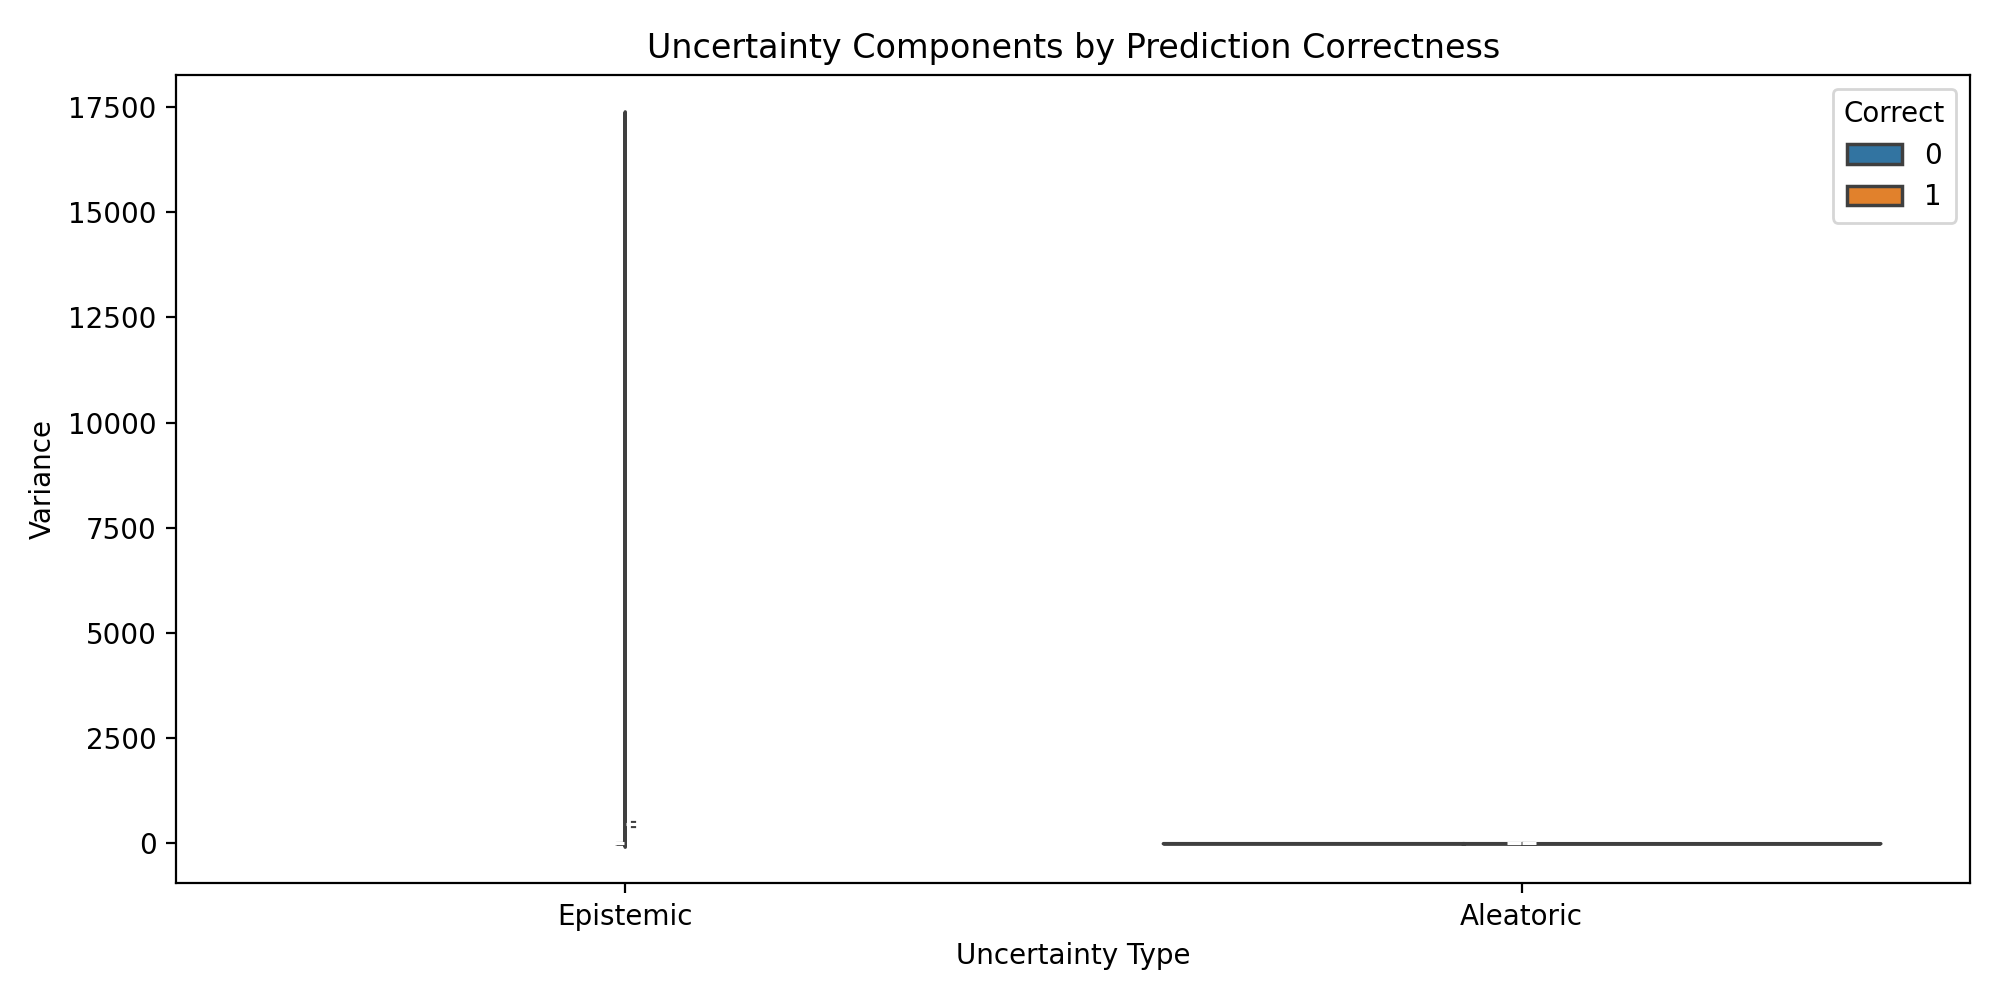 Uncertainty Components by Prediction Correctness
17500
15000
12500
10000
7500
5000
2500
0
Variance
Correct
0
1
Epistemic
Aleatoric
Uncertainty Type